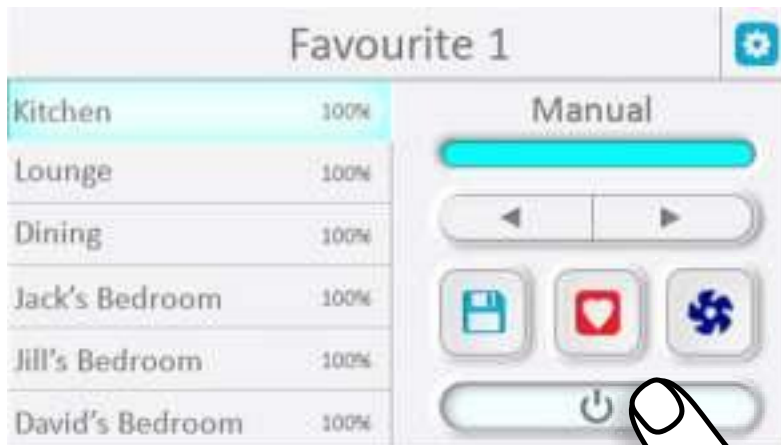 Favourite 1
Kitchen 100%
Manual
Lounge 100%
Dining 100%
Jack's Bedroom 100%
Jill's Bedroom 100%
David's Bedroom 100%